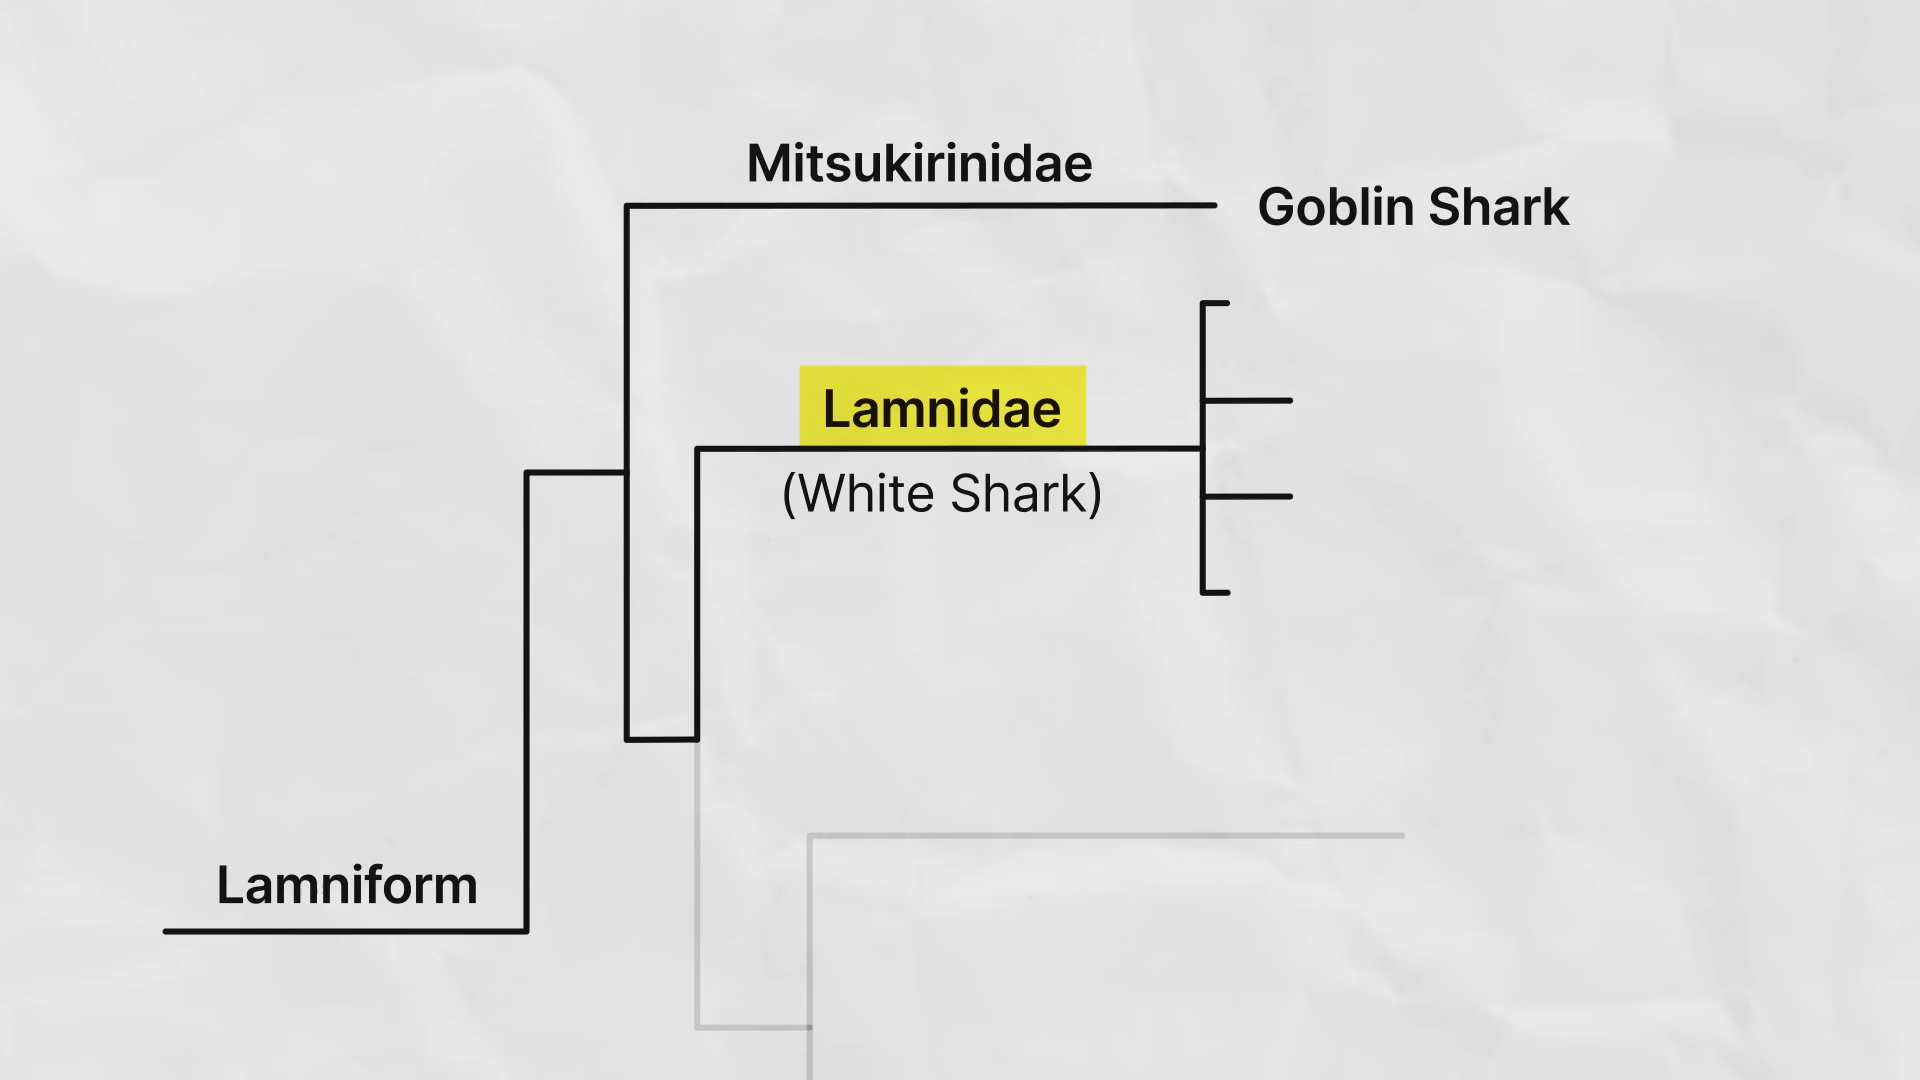 Mitsukirinidae
Goblin Shark
Lamnidae
(White Shark)
Lamniform